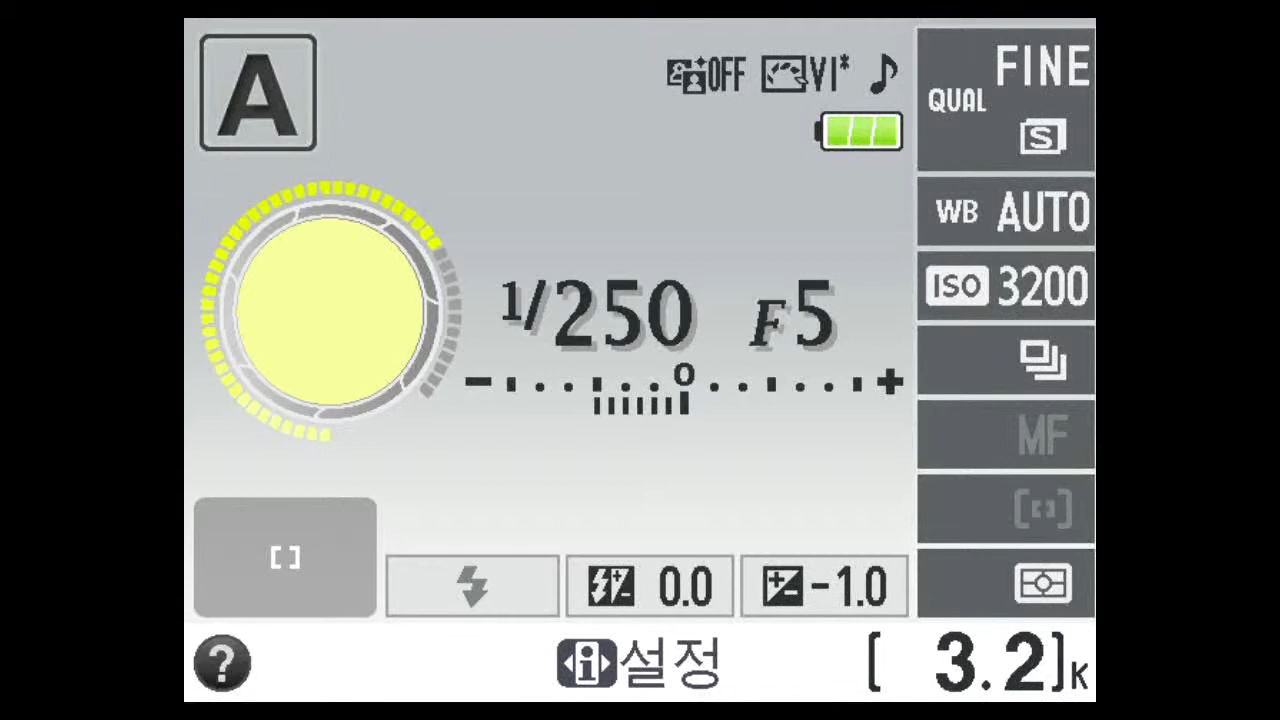 A
OFF VI* ♪
QUAL FINE
S
WB AUTO
ISO 3200
1/250 F5
- 0 +
MF
[ ]
0.0
-1.0
? i 설정 [ 3.2]K